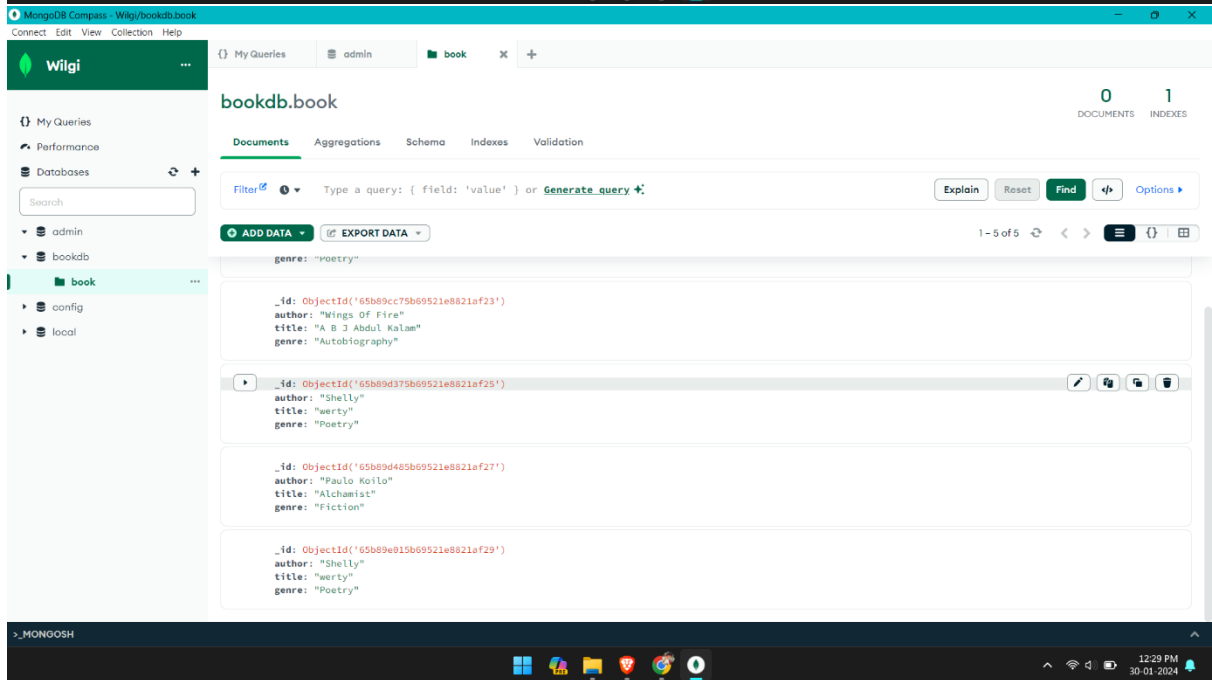 MongoDB Compass - Wilgi/bookdb.book
Connect Edit View Collection Help
Wilgi
{} My Queries
Performance
Databases
Search
admin
bookdb
book
config
local
{} My Queries admin book
bookdb.book
0 1
DOCUMENTS INDEXES
Documents Aggregations Schema Indexes Validation
Filter Type a query: { field: 'value' } or Generate query Explain Reset Find </> Options
ADD DATA EXPORT DATA 1 – 5 of 5 {}
genre: "Poetry"
_id: ObjectId('65b89cc75b69521e8821af23')
author: "Wings Of Fire"
title: "A B J Abdul Kalam"
genre: "Autobiography"
_id: ObjectId('65b89d375b69521e8821af25')
author: "Shelly"
title: "werty"
genre: "Poetry"
_id: ObjectId('65b89d485b69521e8821af27')
author: "Paulo Koilo"
title: "Alchamist"
genre: "Fiction"
_id: ObjectId('65b89e015b69521e8821af29')
author: "Shelly"
title: "werty"
genre: "Poetry"
>_MONGOSH
12:29 PM
30-01-2024